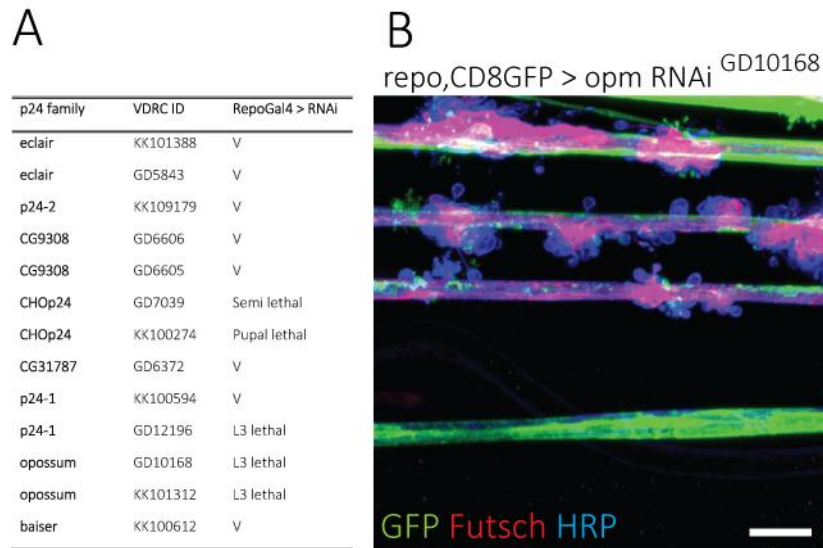 A
p24 family VDRC ID RepoGal4 > RNAi
eclair KK101388 V
eclair GD5843 V
p24-2 KK109179 V
CG9308 GD6606 V
CG9308 GD6605 V
CHOp24 GD7039 Semi lethal
CHOp24 KK100274 Pupal lethal
CG31787 GD6372 V
p24-1 KK100594 V
p24-1 GD12196 L3 lethal
opossum GD10168 L3 lethal
opossum KK101312 L3 lethal
baiser KK100612 V
B
repo,CD8GFP > opm RNAi GD10168
GFP Futsch HRP